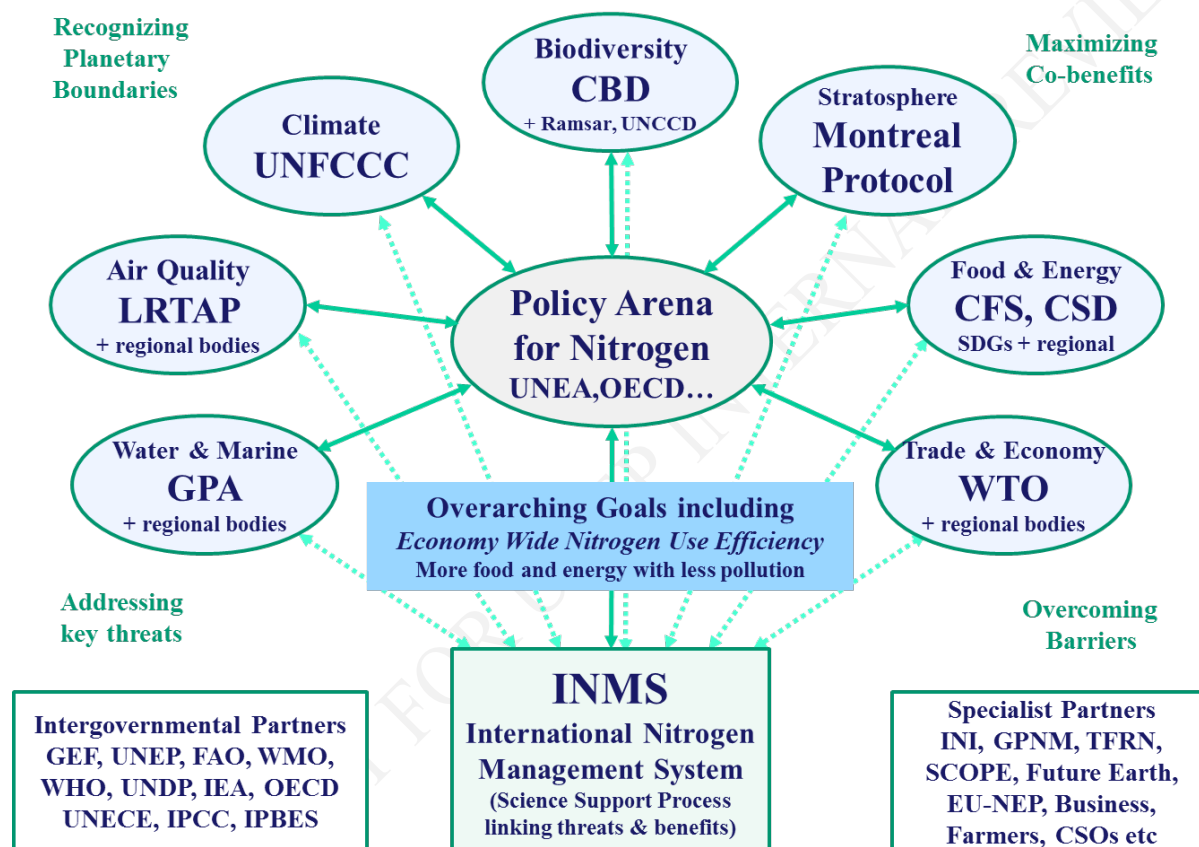 Recognizing
Planetary
Boundaries
Biodiversity
CBD
+ Ramsar, UNCCD
Maximizing
Co-benefits
Climate
UNFCCC
Stratosphere
Montreal
Protocol
Air Quality
LRTAP
+ regional bodies
Policy Arena
for Nitrogen
UNEA,OECD…
Food & Energy
CFS, CSD
SDGs + regional
Water & Marine
GPA
+ regional bodies
Trade & Economy
WTO
+ regional bodies
Overarching Goals including
Economy Wide Nitrogen Use Efficiency
More food and energy with less pollution
Addressing
key threats
Overcoming
Barriers
Intergovernmental Partners
GEF, UNEP, FAO, WMO,
WHO, UNDP, IEA, OECD
UNECE, IPCC, IPBES
INMS
International Nitrogen
Management System
(Science Support Process
linking threats & benefits)
Specialist Partners
INI, GPNM, TFRN,
SCOPE, Future Earth,
EU-NEP, Business,
Farmers, CSOs etc